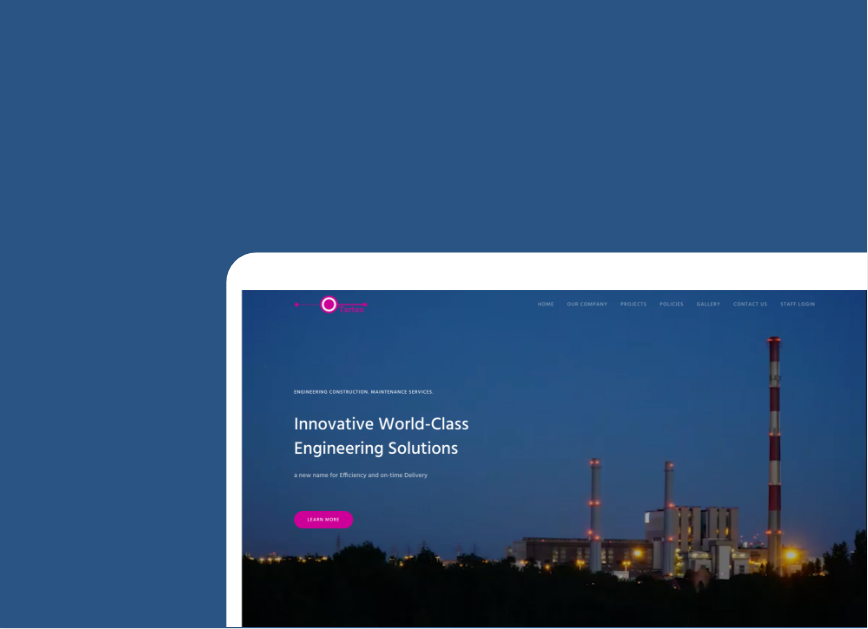 HOME OUR COMPANY PROJECTS POLICIES GALLERY CONTACT US STAFF LOGIN
ENGINEERING CONSTRUCTION. MAINTENANCE SERVICES.
Innovative World-Class
Engineering Solutions
a new name for Efficiency and on-time Delivery
LEARN MORE